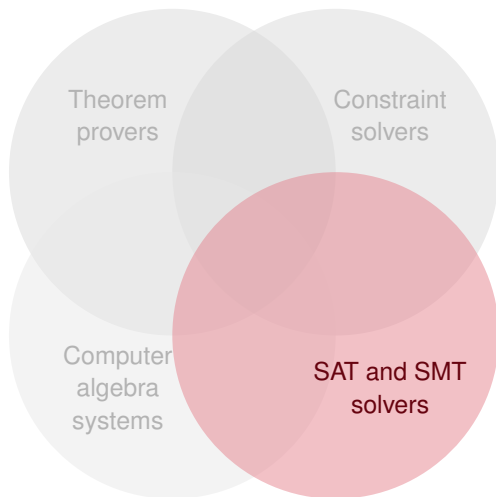 Theorem
provers
Constraint
solvers
Computer
algebra
systems
SAT and SMT
solvers